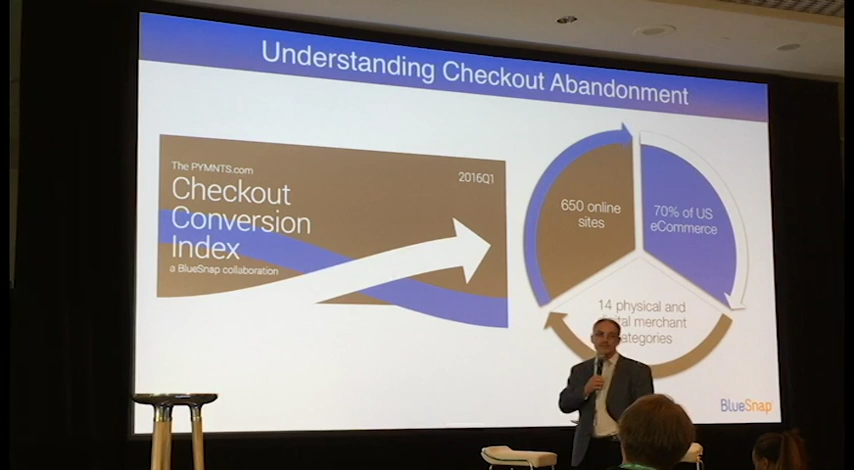 Understanding Checkout Abandonment
The PYMNTS.com
2016Q1
Checkout
Conversion
Index
a BlueSnap collaboration
650 online
sites
70% of US
eCommerce
14 physical and
merchant
BlueSnap